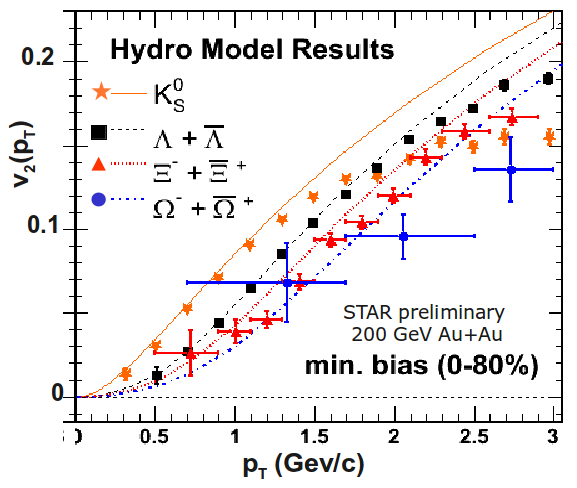 Hydro Model Results
K⁰S
Λ + Λ̅
Ξ⁻ + Ξ̅⁺
Ω⁻ + Ω̅⁺
STAR preliminary
200 GeV Au+Au
min. bias (0-80%)
v₂(pT)
0.2
0.1
0
0.5 1 1.5 2 2.5 3
pT (Gev/c)